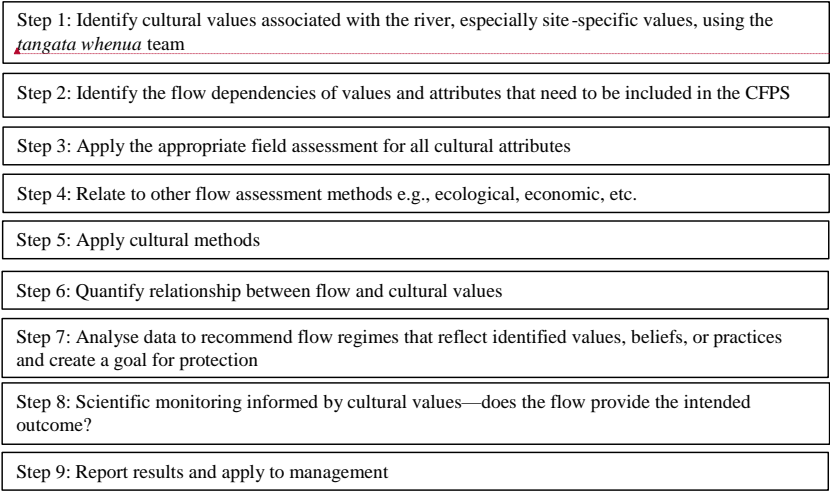 Step 1: Identify cultural values associated with the river, especially site-specific values, using the
tangata whenua team
Step 2: Identify the flow dependencies of values and attributes that need to be included in the CFPS
Step 3: Apply the appropriate field assessment for all cultural attributes
Step 4: Relate to other flow assessment methods e.g., ecological, economic, etc.
Step 5: Apply cultural methods
Step 6: Quantify relationship between flow and cultural values
Step 7: Analyse data to recommend flow regimes that reflect identified values, beliefs, or practices
and create a goal for protection
Step 8: Scientific monitoring informed by cultural values—does the flow provide the intended
outcome?
Step 9: Report results and apply to management